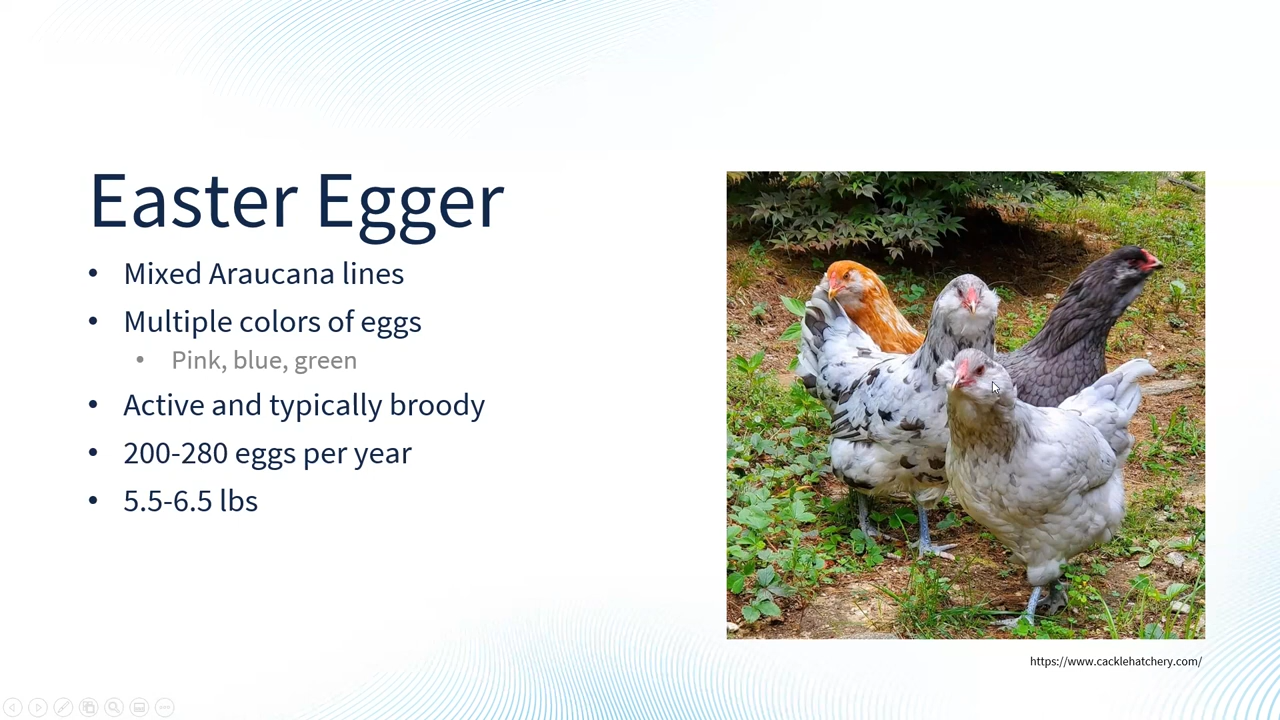 Easter Egger
• Mixed Araucana lines
• Multiple colors of eggs
• Pink, blue, green
• Active and typically broody
• 200-280 eggs per year
• 5.5-6.5 lbs
https://www.cacklehatchery.com/